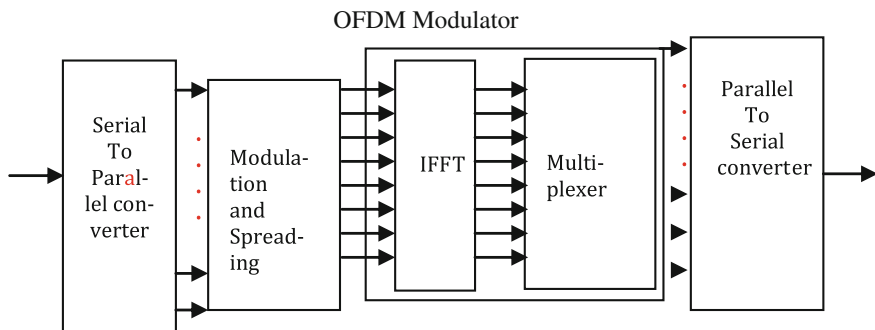 OFDM Modulator
Serial
To
Paral-
lel con-
verter
Modula-
tion
and
Spread-
ing
IFFT
Multi-
plexer
Parallel
To
Serial
converter